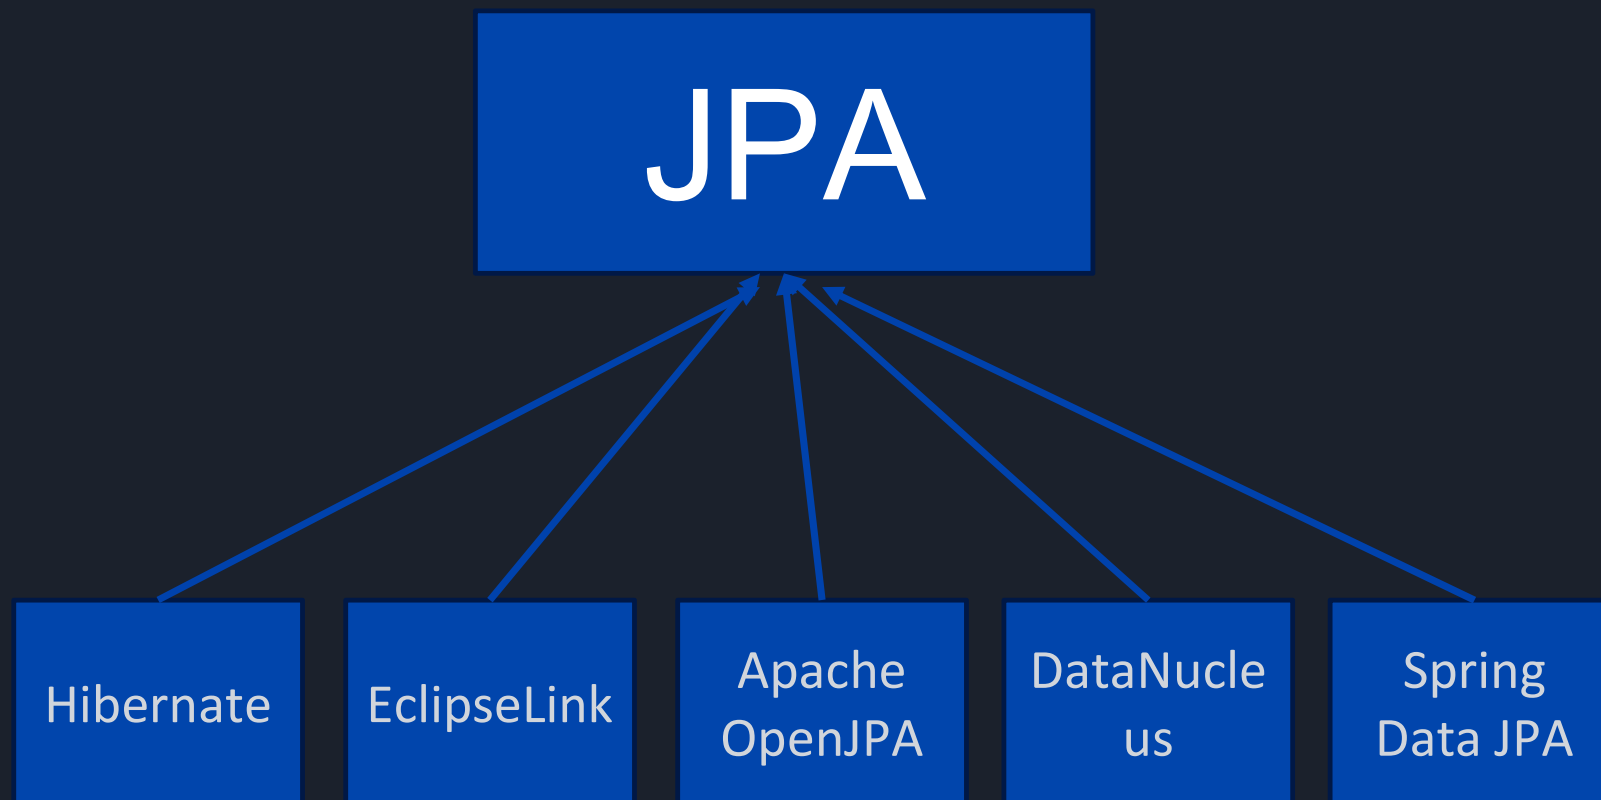 JPA
Hibernate
EclipseLink
Apache
OpenJPA
DataNucle
us
Spring
Data JPA